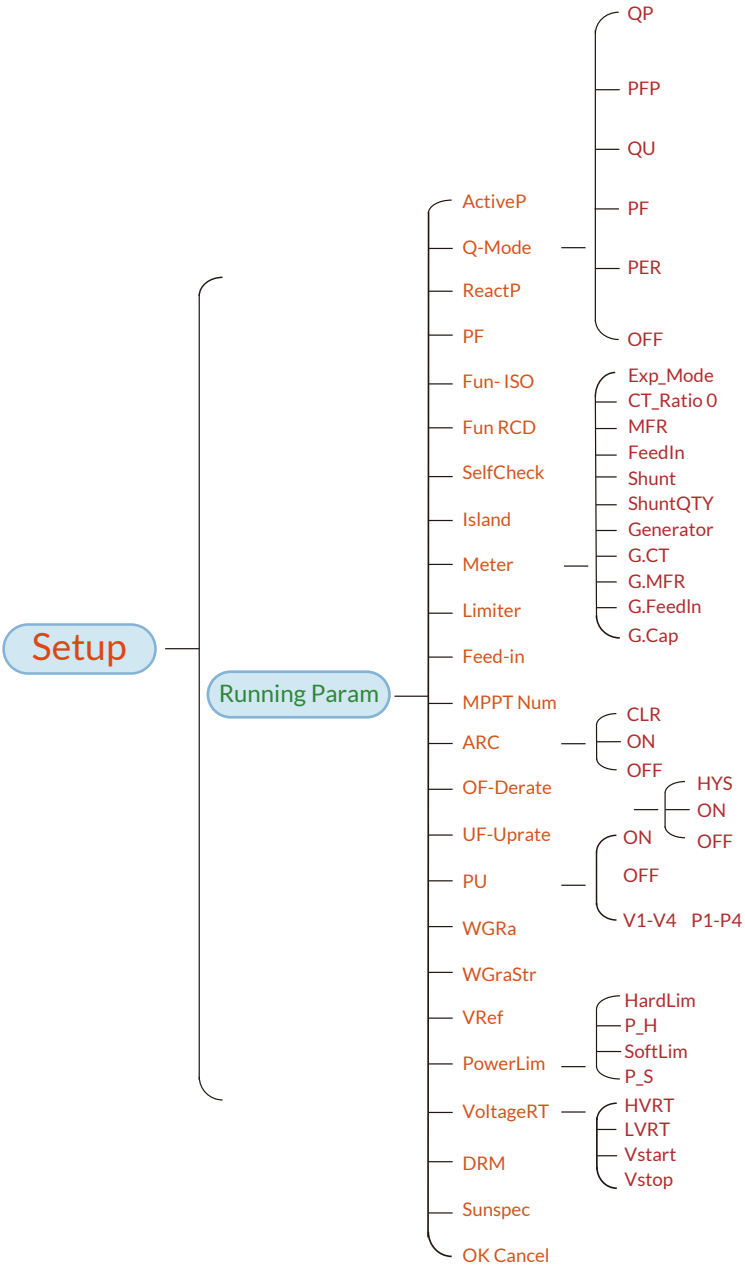 Setup
Running Param
ActiveP
Q-Mode
QP
PFP
QU
PF
PER
OFF
ReactP
PF
Fun- ISO
Fun RCD
SelfCheck
Island
Meter
Exp_Mode
CT_Ratio 0
MFR
FeedIn
Shunt
ShuntQTY
Generator
G.CT
G.MFR
G.FeedIn
G.Cap
Limiter
Feed-in
MPPT Num
ARC
CLR
ON
OFF
OF-Derate
HYS
ON
OFF
UF-Uprate
PU
ON
OFF
V1-V4 P1-P4
WGRa
WGraStr
VRef
PowerLim
HardLim
P_H
SoftLim
P_S
VoltageRT
HVRT
LVRT
Vstart
Vstop
DRM
Sunspec
OK Cancel